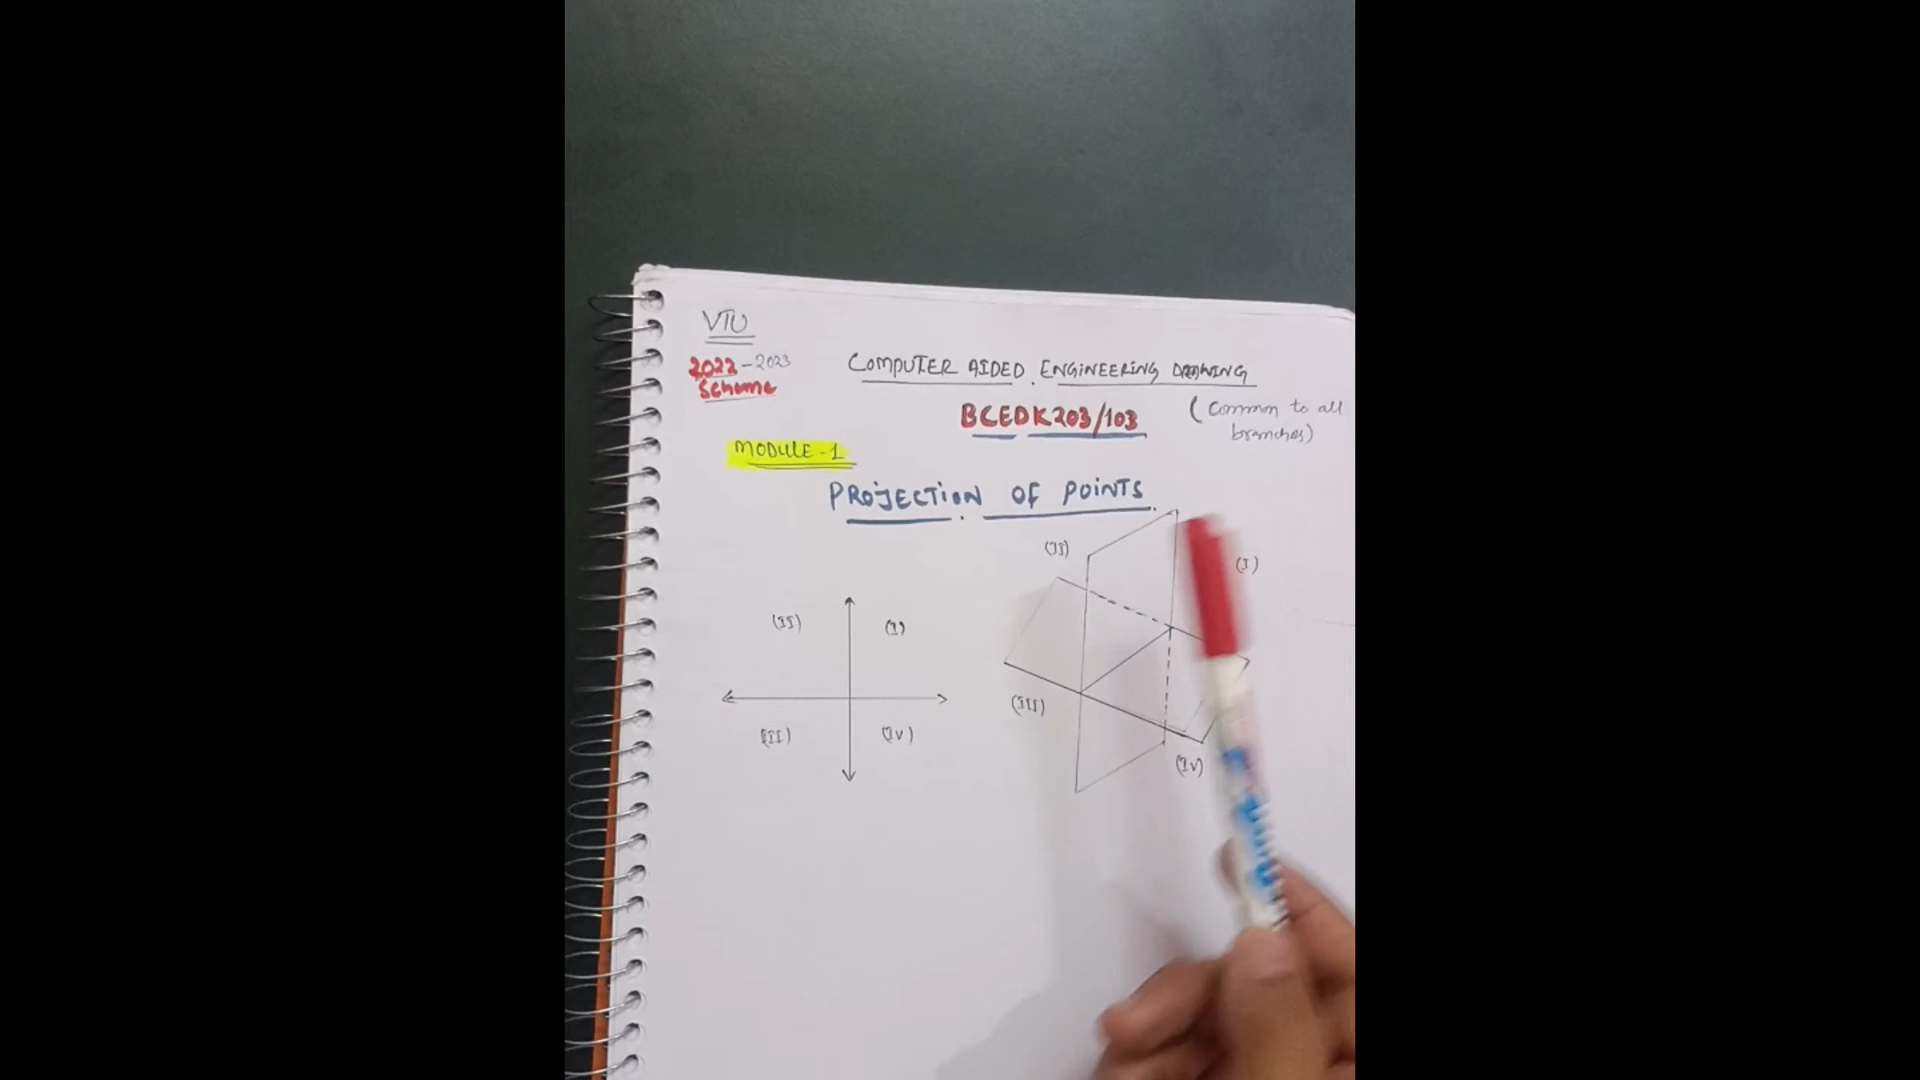 VTU
2022-2023
Scheme
COMPUTER AIDED ENGINEERING DRAWING
BCEDK203/103
(Common to all
branches)
MODULE-1
PROJECTION OF POINTS.
(II)
(I)
(II)
(I)
(III)
(III)
(IV)
(IV)